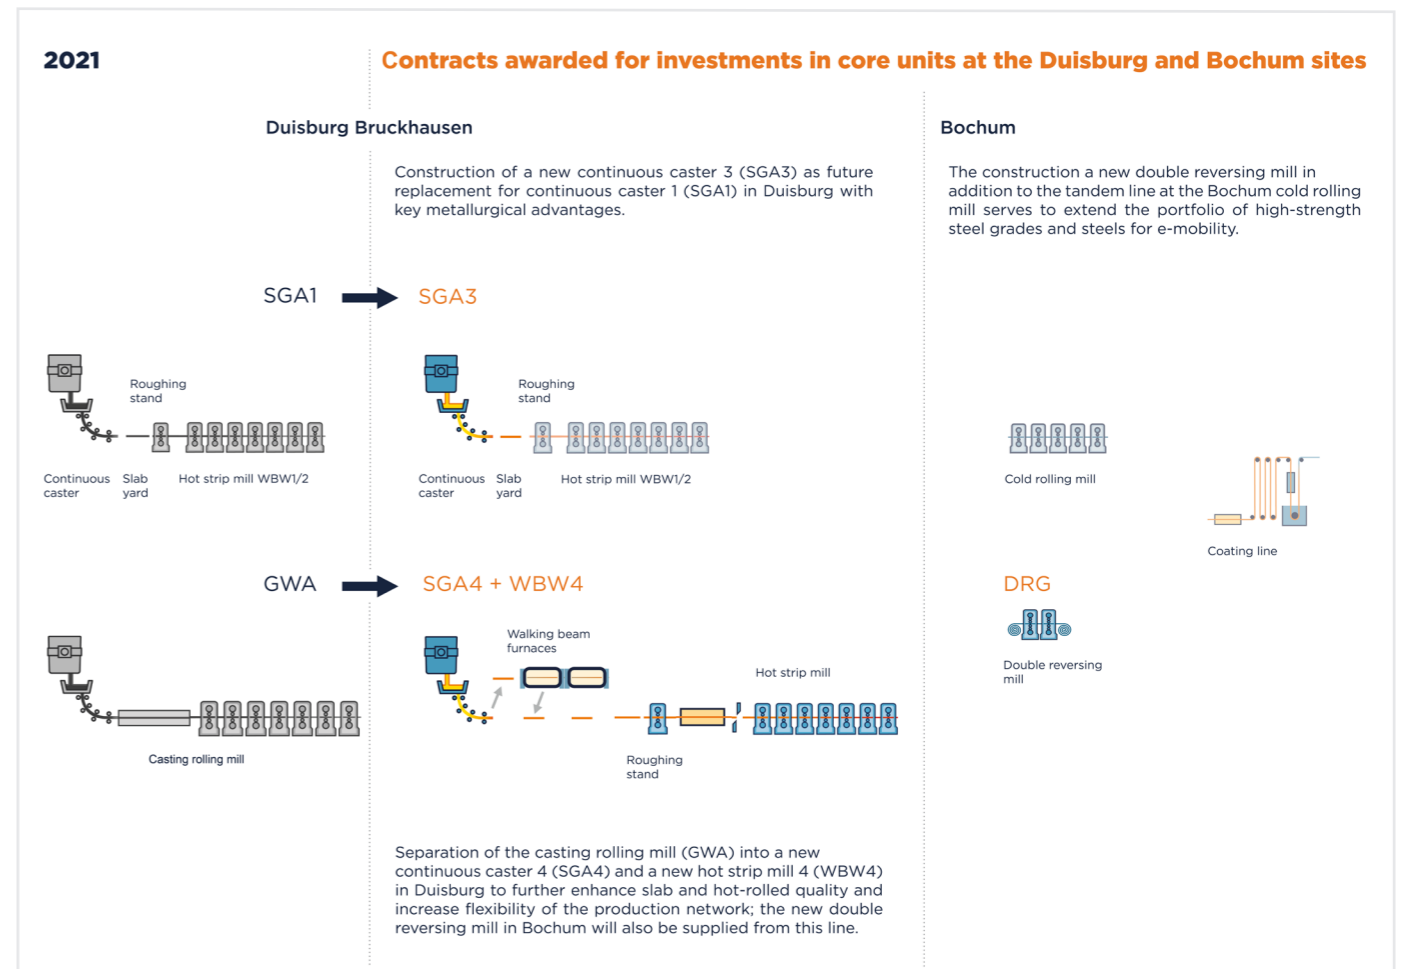 2021
Contracts awarded for investments in core units at the Duisburg and Bochum sites
Duisburg Bruckhausen
Bochum
Construction of a new continuous caster 3 (SGA3) as future
replacement for continuous caster 1 (SGA1) in Duisburg with
key metallurgical advantages.
The construction a new double reversing mill in
addition to the tandem line at the Bochum cold rolling
mill serves to extend the portfolio of high-strength
steel grades and steels for e-mobility.
SGA1
SGA3
Roughing
stand
Continuous
caster
Slab
yard
Hot strip mill WBW1/2
Roughing
stand
Continuous
caster
Slab
yard
Hot strip mill WBW1/2
Cold rolling mill
Coating line
GWA
SGA4 + WBW4
DRG
Casting rolling mill
Walking beam
furnaces
Hot strip mill
Roughing
stand
Double reversing
mill
Separation of the casting rolling mill (GWA) into a new
continuous caster 4 (SGA4) and a new hot strip mill 4 (WBW4)
in Duisburg to further enhance slab and hot-rolled quality and
increase flexibility of the production network; the new double
reversing mill in Bochum will also be supplied from this line.